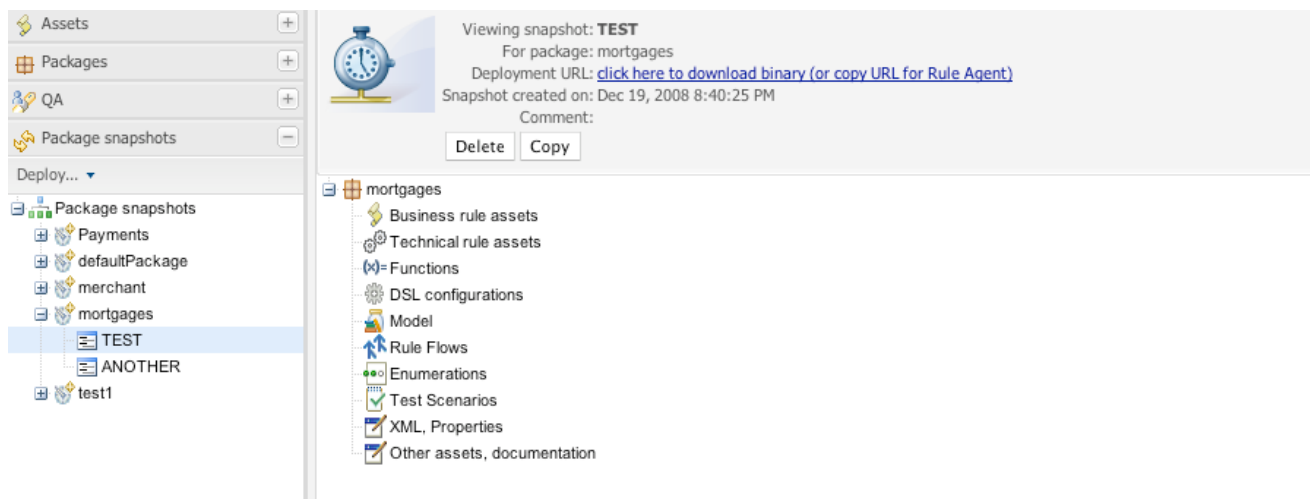 Assets
Packages
QA
Package snapshots
Deploy...
Package snapshots
Payments
defaultPackage
merchant
mortgages
TEST
ANOTHER
test1
Viewing snapshot: TEST
For package: mortgages
Deployment URL: click here to download binary (or copy URL for Rule Agent)
Snapshot created on: Dec 19, 2008 8:40:25 PM
Comment:
Delete Copy
mortgages
Business rule assets
Technical rule assets
(x)= Functions
DSL configurations
Model
Rule Flows
Enumerations
Test Scenarios
XML, Properties
Other assets, documentation